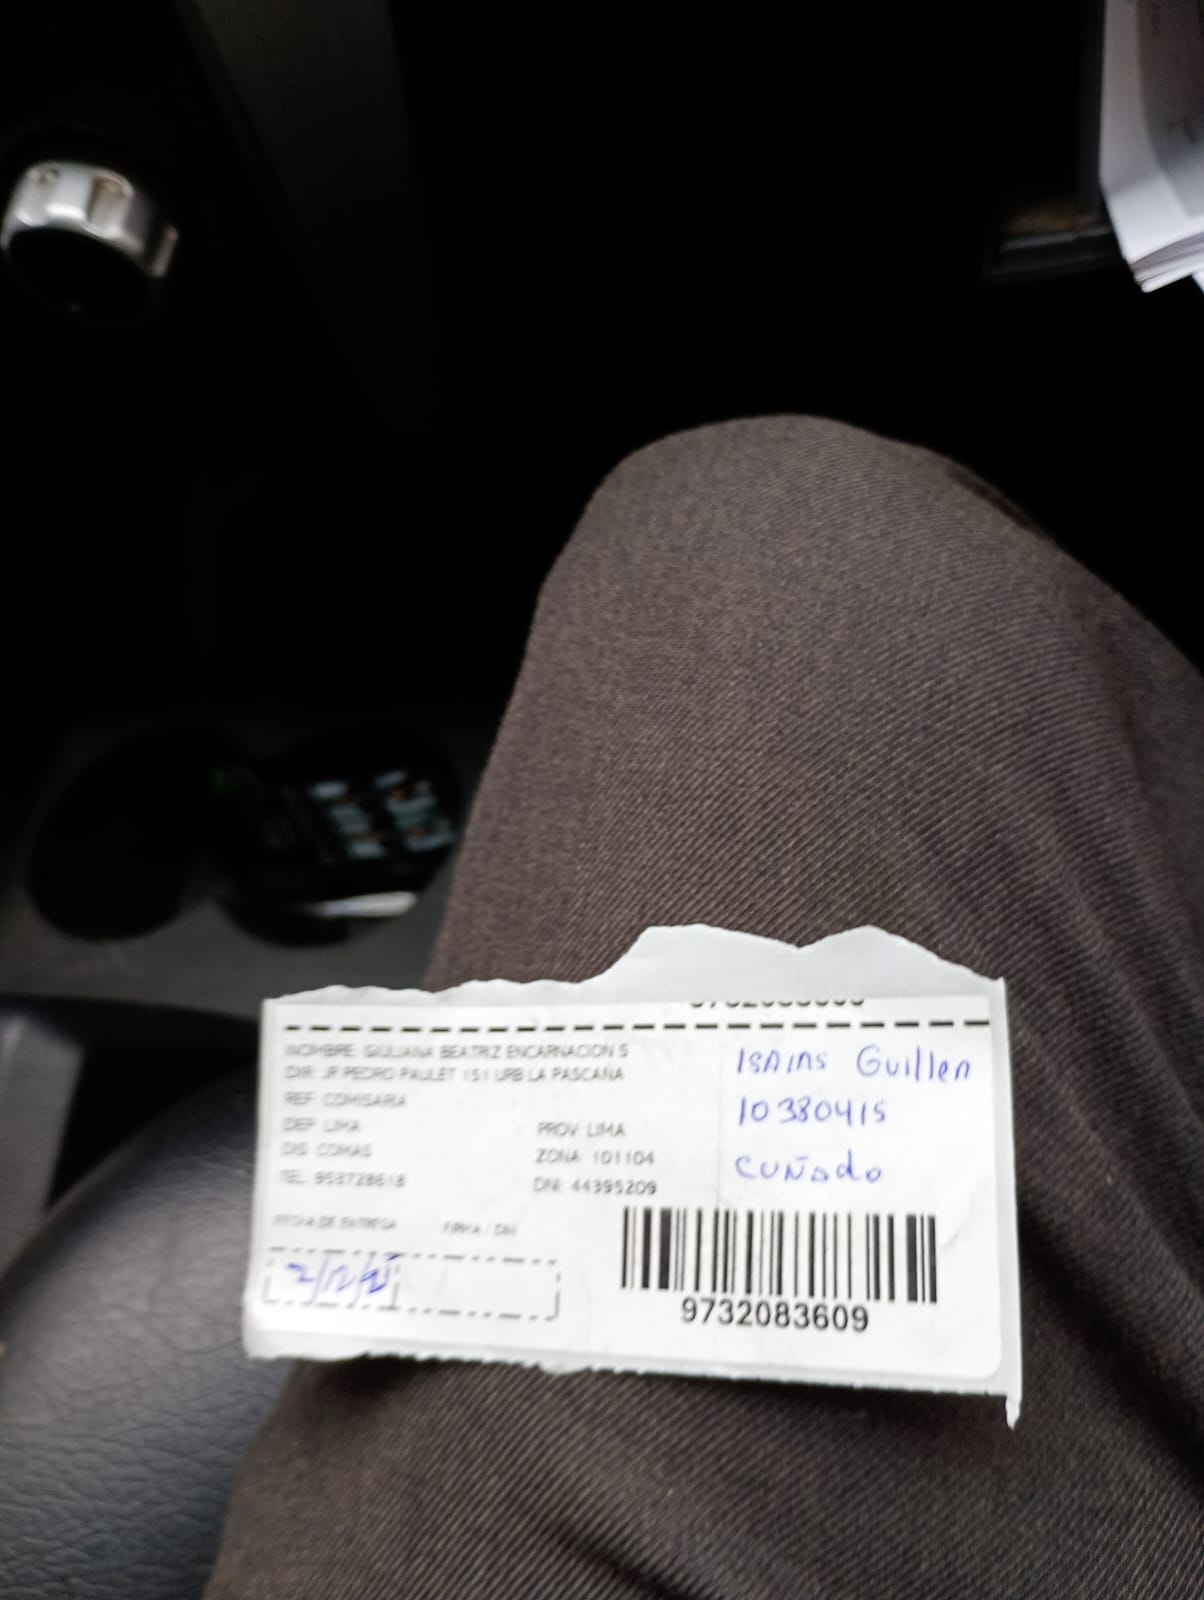 NOMBRE: GIULIANA BEATRIZ ENCARNACION S
DIR: JR PEDRO PAULET 151 URB LA PASCANA
REF: COMISARIA
DEP: LIMA PROV: LIMA
DIS: COMAS ZONA: 101104
TEL: 953728618 DNI: 44395209
FECHA DE ENTREGA FIRMA / DNI
ISAIAS Guillen
10380415
cuñado
9732083609